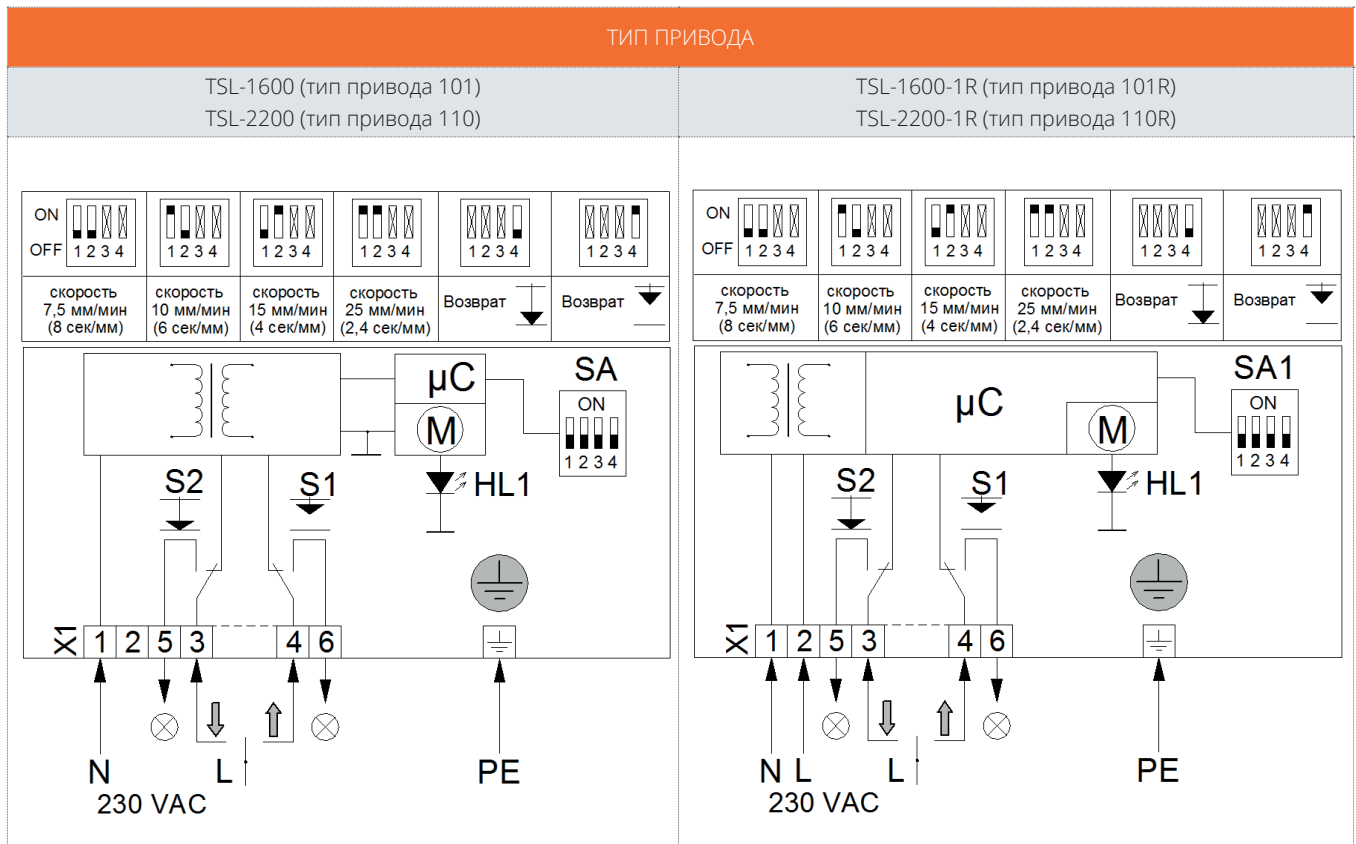 ТИП ПРИВОДА
TSL-1600 (тип привода 101)
TSL-2200 (тип привода 110)
TSL-1600-1R (тип привода 101R)
TSL-2200-1R (тип привода 110R)
ON
OFF
1 2 3 4
1 2 3 4
1 2 3 4
1 2 3 4
1 2 3 4
1 2 3 4
скорость
7,5 мм/мин
(8 сек/мм)
скорость
10 мм/мин
(6 сек/мм)
скорость
15 мм/мин
(4 сек/мм)
скорость
25 мм/мин
(2,4 сек/мм)
Возврат
Возврат
µC
M
SA
ON
1 2 3 4
S2
S1
HL1
X1 1 2 5 3 4 6
N L PE
230 VAC
ON
OFF
1 2 3 4
1 2 3 4
1 2 3 4
1 2 3 4
1 2 3 4
1 2 3 4
скорость
7,5 мм/мин
(8 сек/мм)
скорость
10 мм/мин
(6 сек/мм)
скорость
15 мм/мин
(4 сек/мм)
скорость
25 мм/мин
(2,4 сек/мм)
Возврат
Возврат
µC
M
SA1
ON
1 2 3 4
S2
S1
HL1
X1 1 2 5 3 4 6
N L L PE
230 VAC